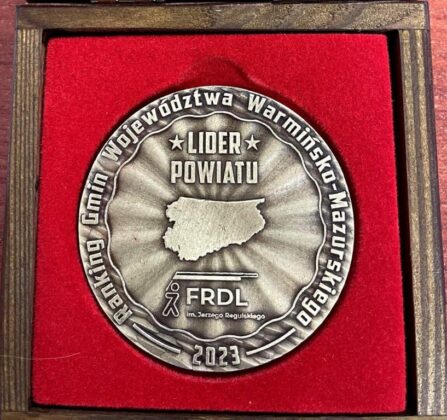 Ranking Gmin Województwa Warmińsko-Mazurskiego
LIDER
POWIATU
FRDL
im. Jerzego Regulskiego
2023